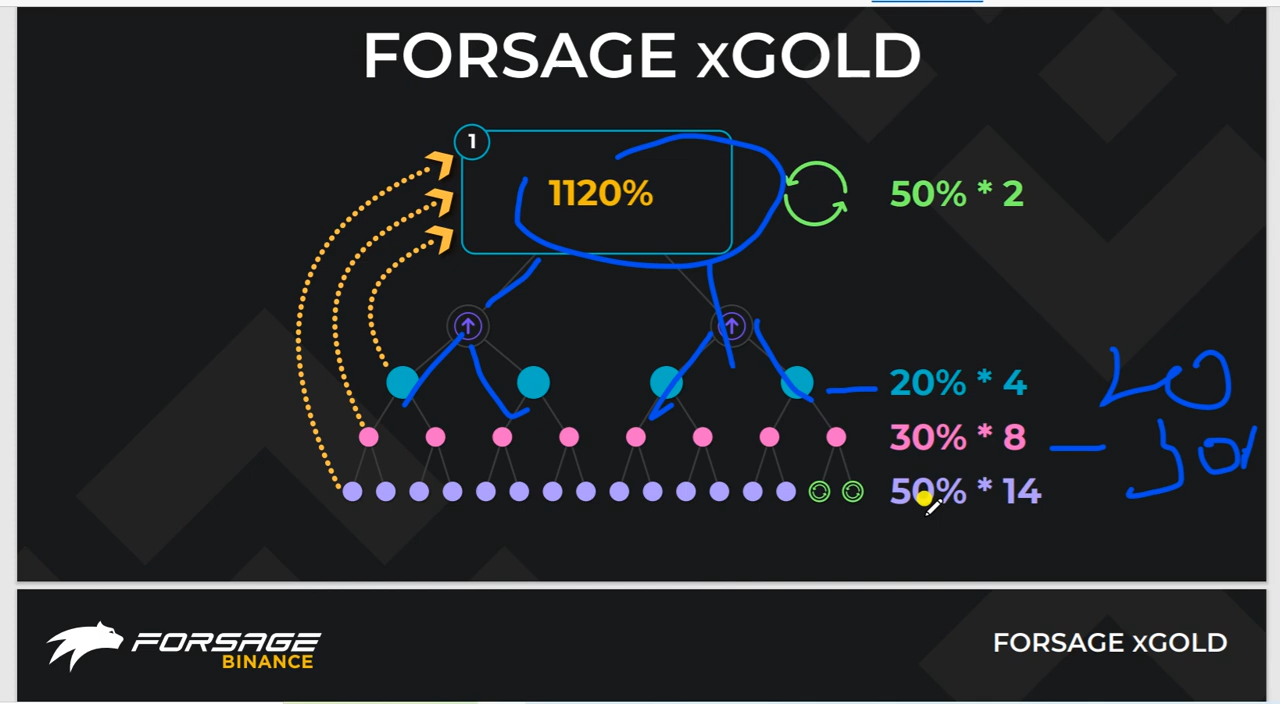 FORSAGE xGOLD
1
1120%
50% * 2
20% * 4
30% * 8
50% * 14
FORSAGE
BINANCE
FORSAGE xGOLD